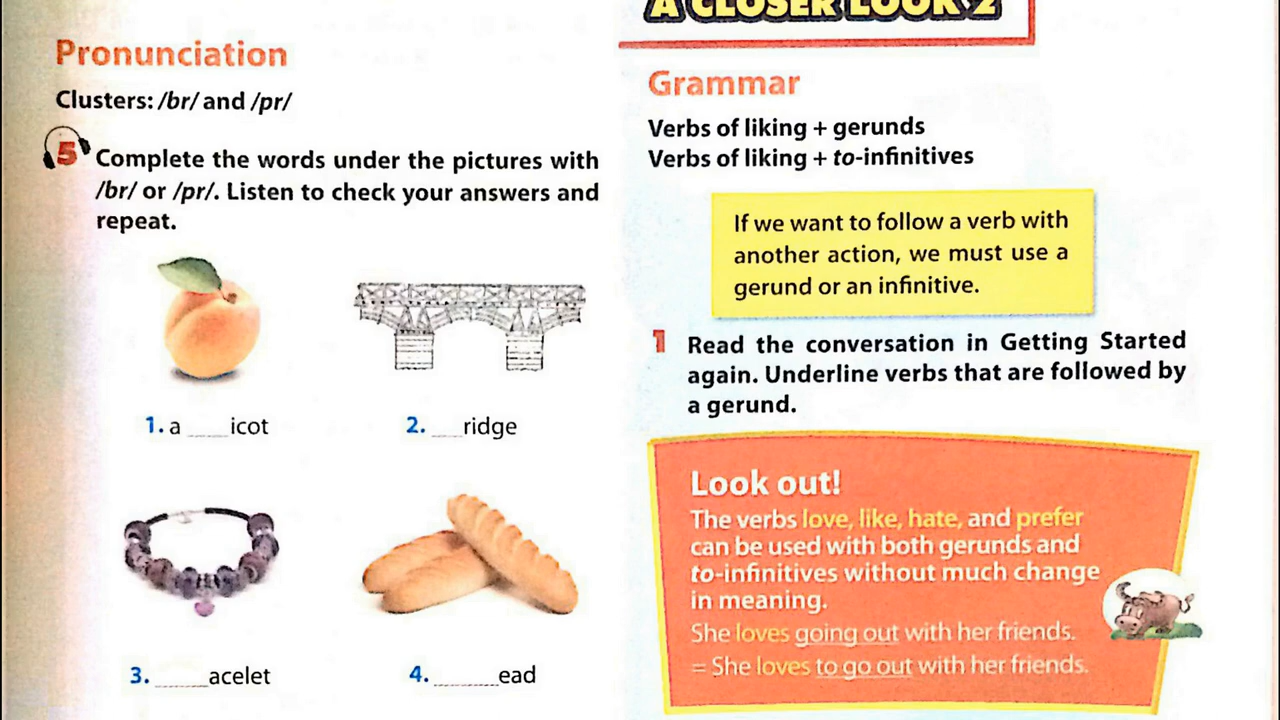 Pronunciation
Clusters: /br/ and /pr/
5 Complete the words under the pictures with
/br/ or /pr/. Listen to check your answers and
repeat.
1. a ____icot
2. ___ridge
3. _____acelet
4. ______ead
A CLOSER LOOK 2
Grammar
Verbs of liking + gerunds
Verbs of liking + to-infinitives
If we want to follow a verb with
another action, we must use a
gerund or an infinitive.
1 Read the conversation in Getting Started
again. Underline verbs that are followed by
a gerund.
Look out!
The verbs love, like, hate, and prefer
can be used with both gerunds and
to-infinitives without much change
in meaning.
She loves going out with her friends.
= She loves to go out with her friends.